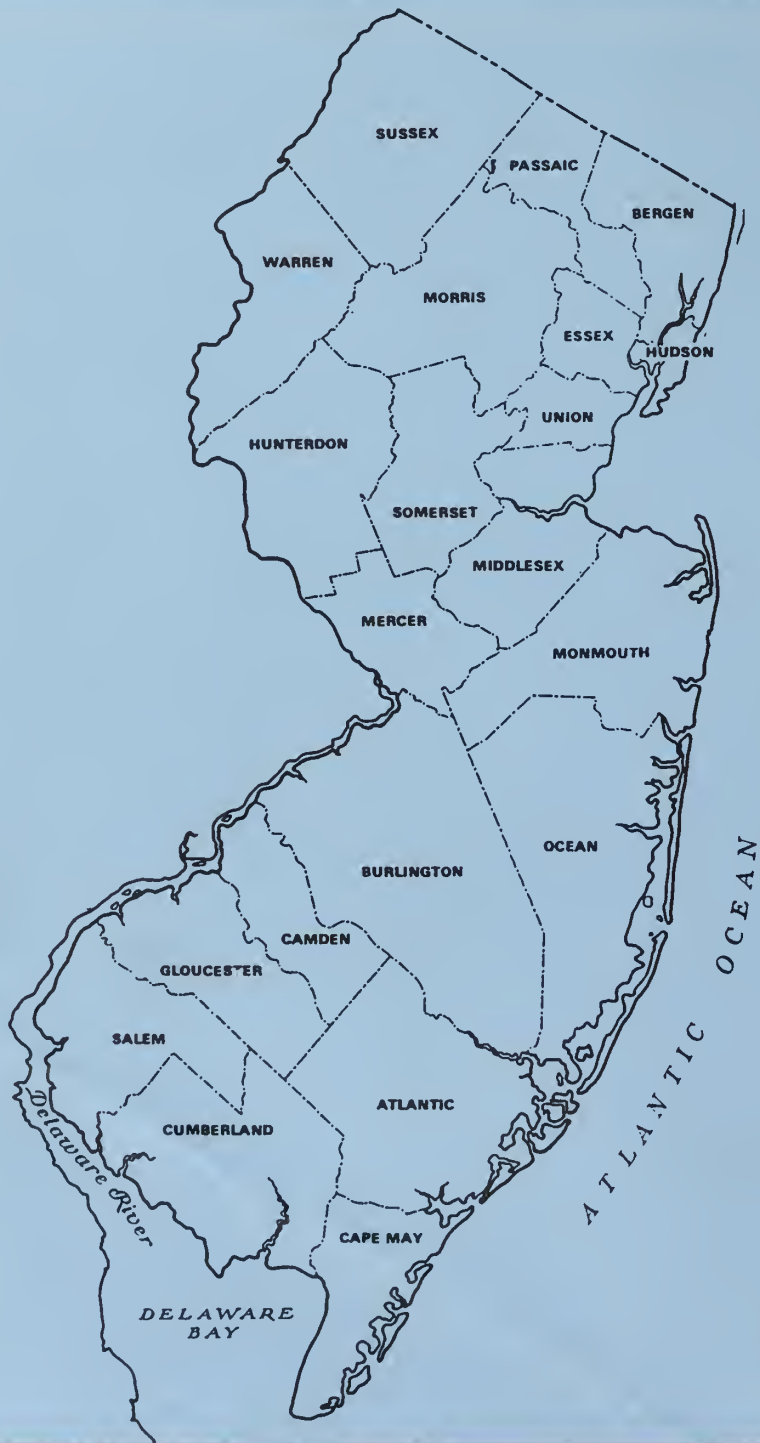 SUSSEX
PASSAIC
BERGEN
WARREN
MORRIS
ESSEX
HUDSON
UNION
HUNTERDON
SOMERSET
MIDDLESEX
MERCER
MONMOUTH
OCEAN
BURLINGTON
CAMDEN
GLOUCESTER
SALEM
ATLANTIC
CUMBERLAND
CAPE MAY
ATLANTIC OCEAN
Delaware River
DELAWARE
BAY